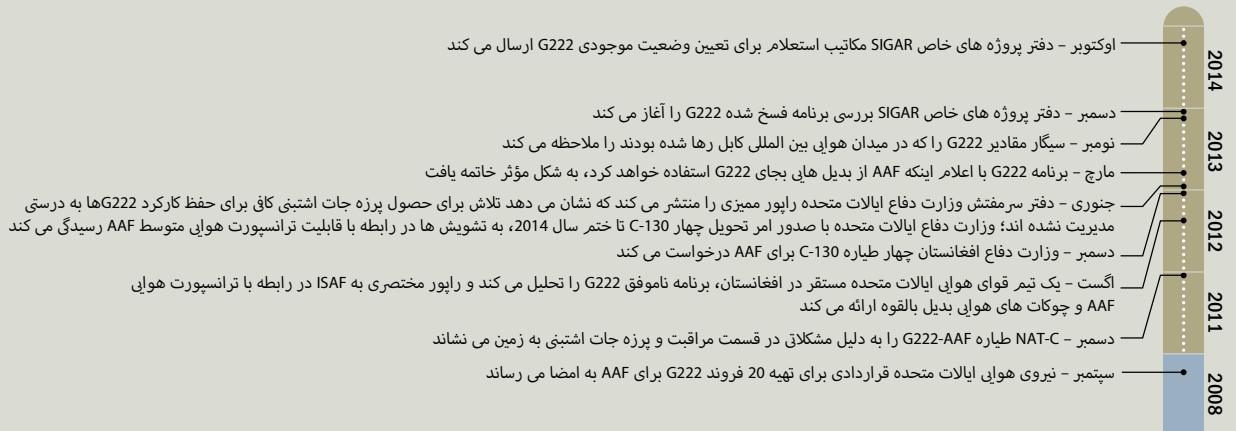 2014
اوکتوبر – دفتر پروژه های خاص SIGAR مکاتیب استعلام برای تعیین وضعیت موجودی G222 ارسال می کند
2013
دسمبر – دفتر پروژه های خاص SIGAR بررسی برنامه فسخ شده G222 را آغاز می کند
نومبر – سیگار مقادیر G222 را که در میدان هوایی بین المللی کابل رها شده بودند را ملاحظه می کند
مارچ – برنامه G222 با اعلام اینکه AAF از بدیل هایی بجای G222 استفاده خواهد کرد، به شکل مؤثر خاتمه یافت
جنوری – دفتر سرمفتش وزارت دفاع ایالات متحده راپور ممیزی را منتشر می کند که نشان می دهد تلاش برای حصول پرزه جات اشتبنی کافی برای حفظ کارکرد G222ها به درستی
مدیریت نشده اند؛ وزارت دفاع ایالات متحده با صدور امر تحویل چهار C-130 تا ختم سال 2014، به تشویش ها در رابطه با قابلیت ترانسپورت هوایی متوسط AAF رسیدگی می کند
2012
دسمبر – وزارت دفاع افغانستان چهار طیاره C-130 برای AAF درخواست می کند
اگست – یک تیم قوای هوایی ایالات متحده مستقر در افغانستان، برنامه ناموفق G222 را تحلیل می کند و راپور مختصری به ISAF در رابطه با ترانسپورت هوایی
AAF و چوکات های هوایی بدیل بالقوه ارائه می کند
2011
دسمبر – NAT-C طیاره G222-AAF را به دلیل مشکلاتی در قسمت مراقبت و پرزه جات اشتبنی به زمین می نشاند
2008
سپتمبر – نیروی هوایی ایالات متحده قراردادی برای تهیه 20 فروند G222 برای AAF به امضا می رساند